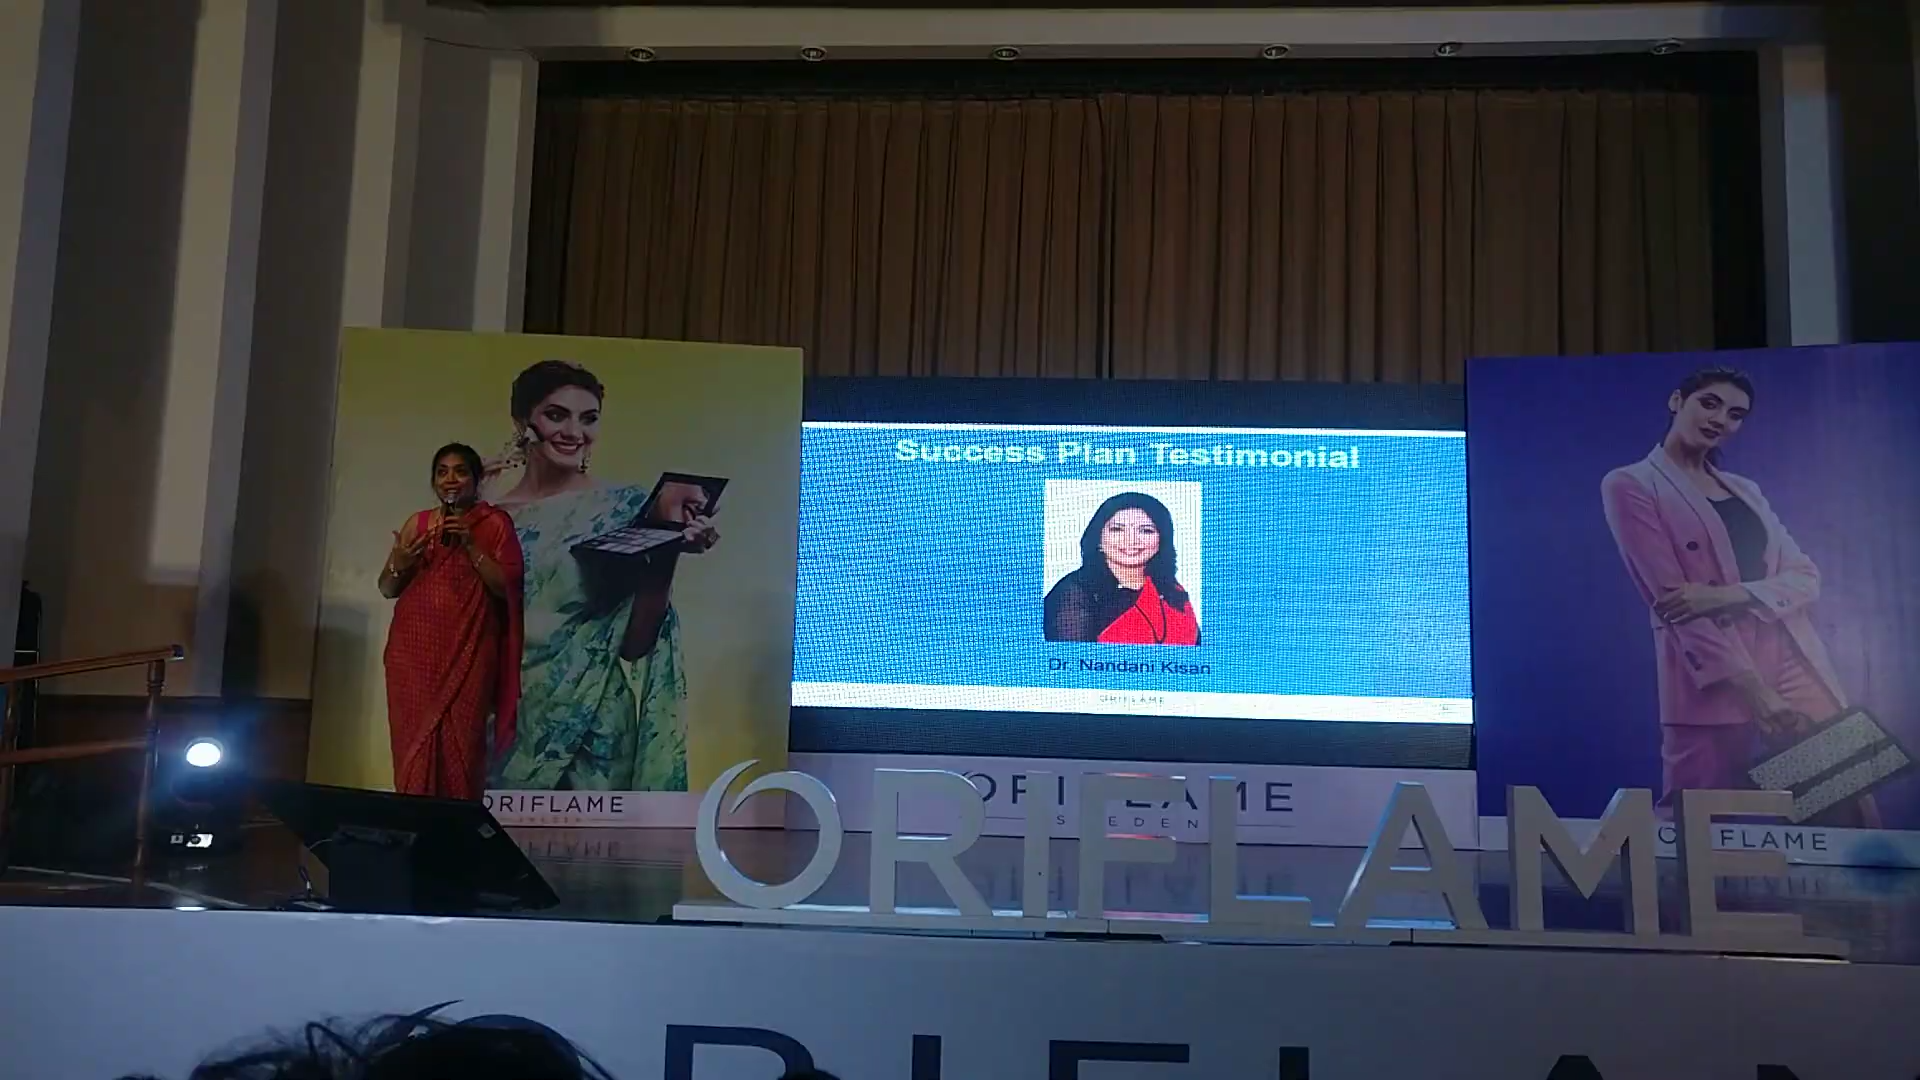 Success Plan Testimonial
Dr. Nandani Kisan
ORIFLAME
ORIFLAME
ORIFLAME
SWEDEN
ORIFLAME
ORIFLAME